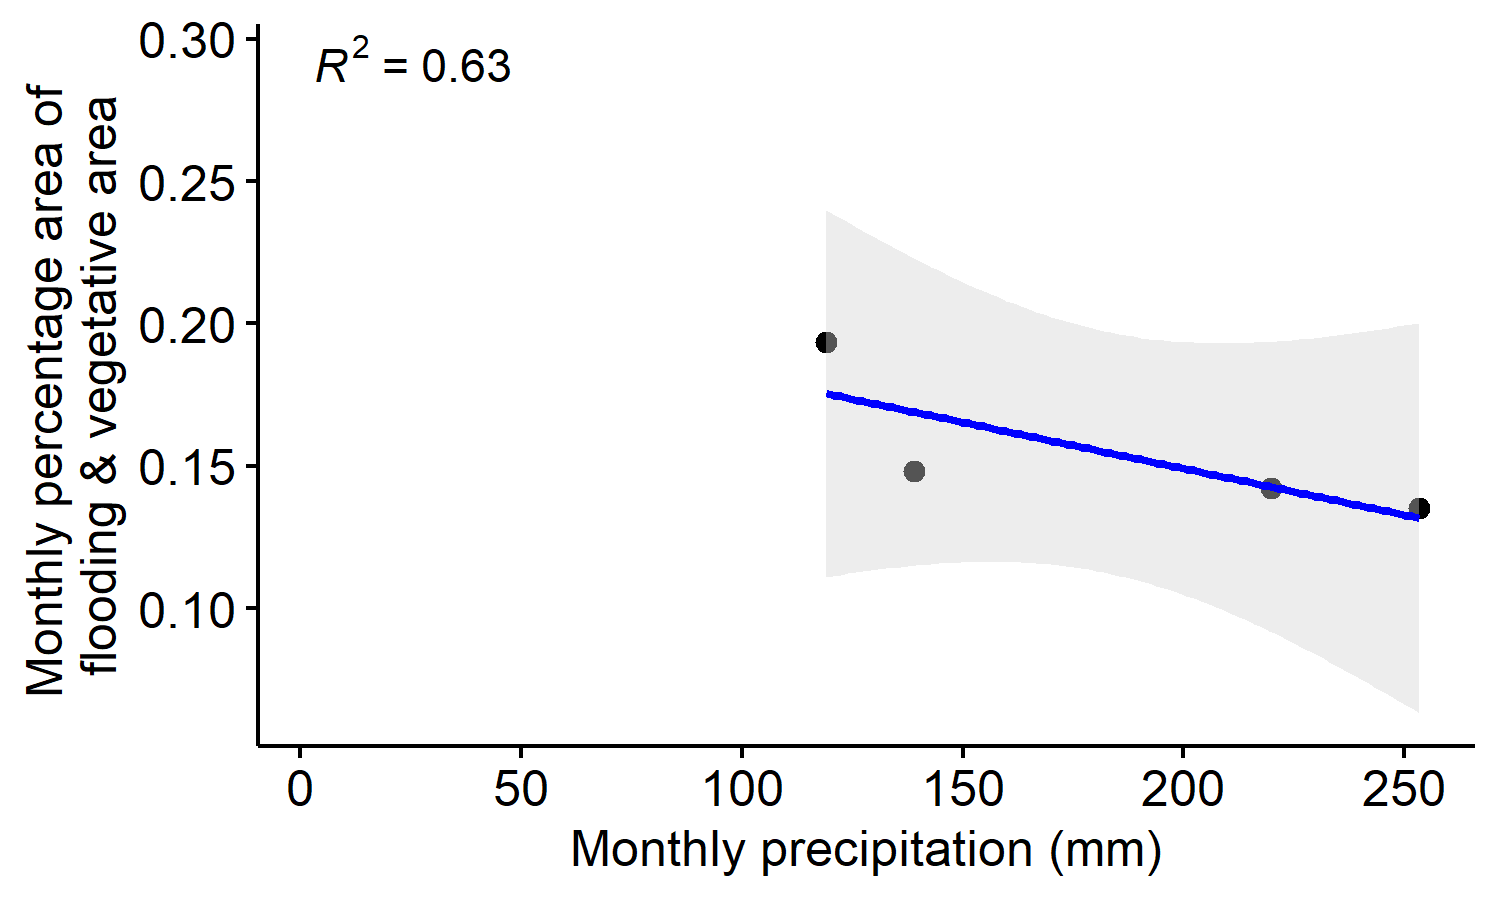 R² = 0.63
0.30
0.25
0.20
0.15
0.10
Monthly percentage area of
flooding & vegetative area
0 50 100 150 200 250
Monthly precipitation (mm)